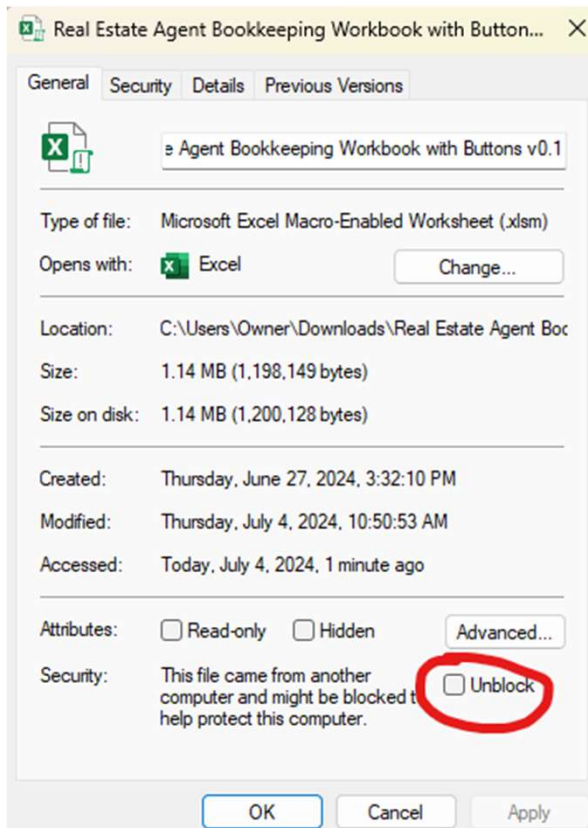 Real Estate Agent Bookkeeping Workbook with Button...
General Security Details Previous Versions
Agent Bookkeeping Workbook with Buttons v0.1
Type of file: Microsoft Excel Macro-Enabled Worksheet (.xlsm)
Opens with: Excel Change...
Location: C:\Users\Owner\Downloads\Real Estate Agent Boo
Size: 1.14 MB (1,198,149 bytes)
Size on disk: 1.14 MB (1,200,128 bytes)
Created: Thursday, June 27, 2024, 3:32:10 PM
Modified: Thursday, July 4, 2024, 10:50:53 AM
Accessed: Today, July 4, 2024, 1 minute ago
Attributes: Read-only Hidden Advanced...
Security: This file came from another
computer and might be blocked t Unblock
help protect this computer.
OK Cancel Apply